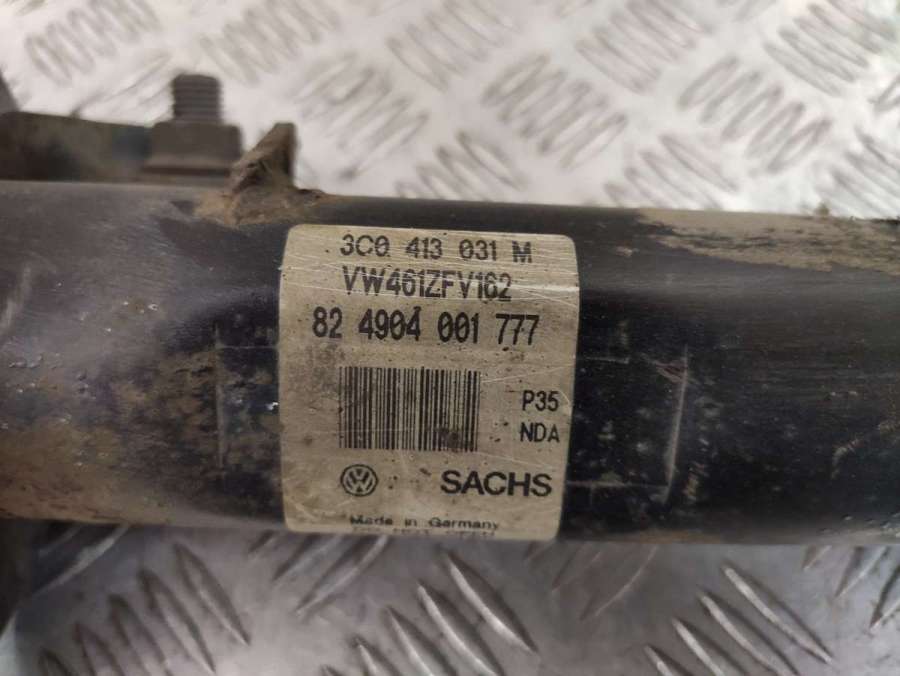 3C0 413 031 M
VW461ZFV162
82 4904 001 777
P35
NDA
SACHS
Made in Germany